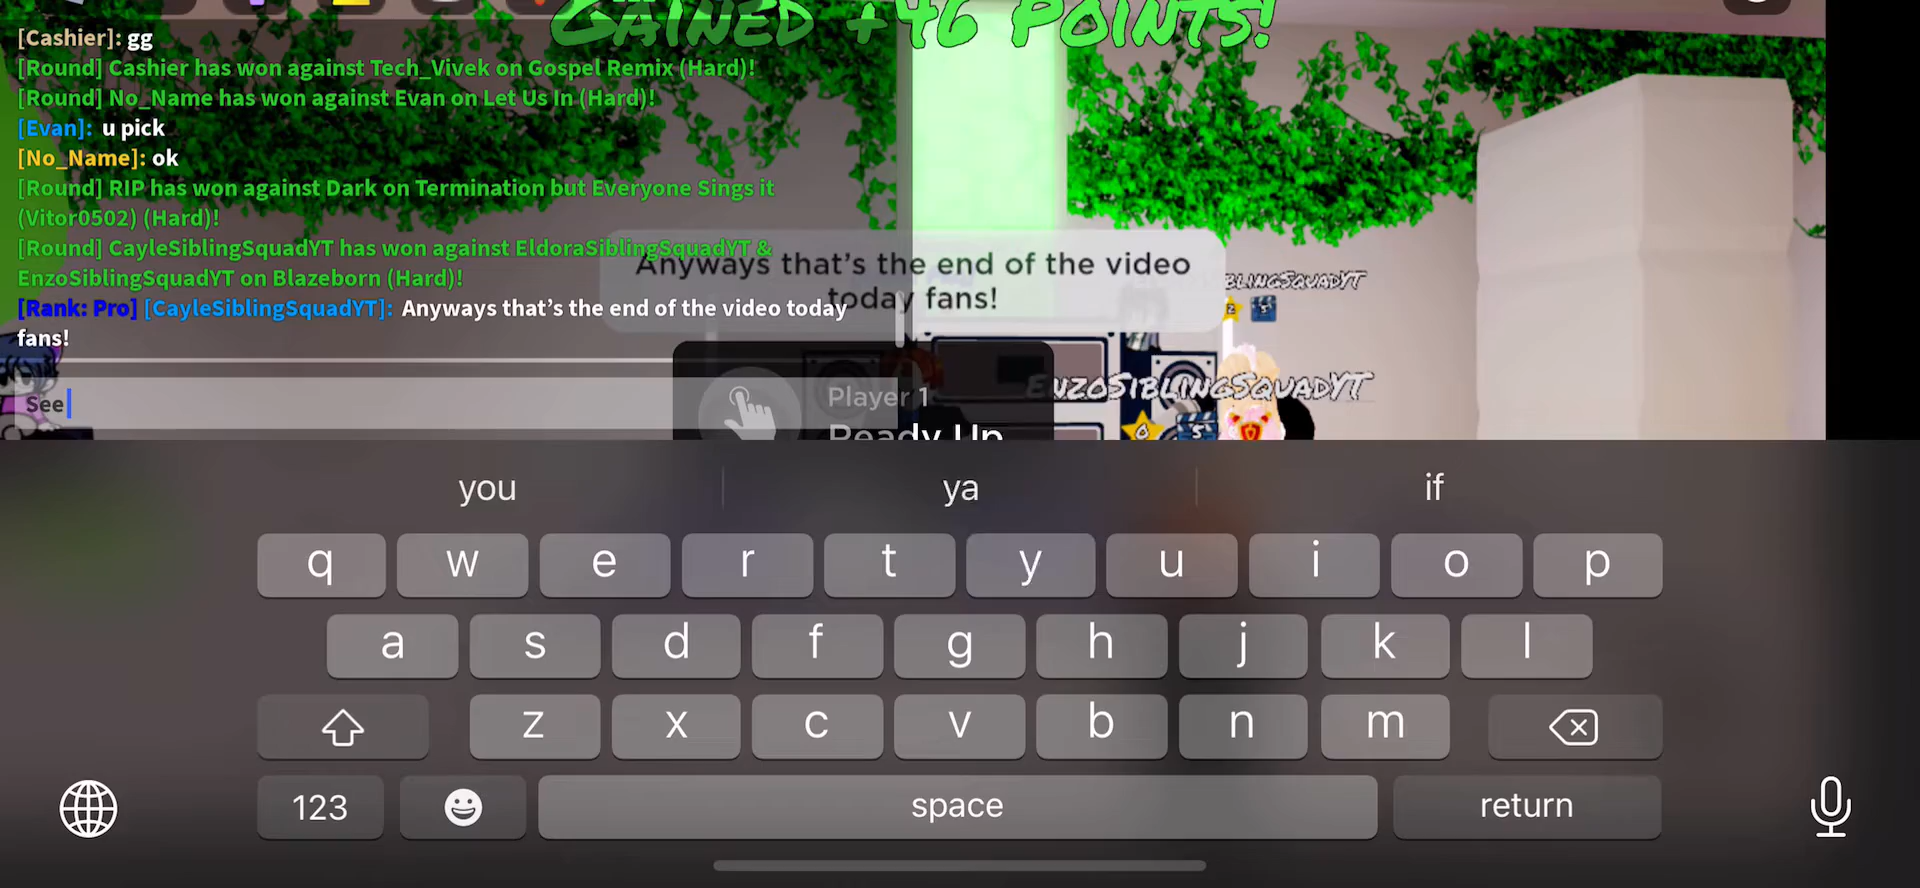 GAINED +46 POINTS!
[Cashier]: gg
[Round] Cashier has won against Tech_Vivek on Gospel Remix (Hard)!
[Round] No_Name has won against Evan on Let Us In (Hard)!
[Evan]: u pick
[No_Name]: ok
[Round] RIP has won against Dark on Termination but Everyone Sings it
(Vitor0502) (Hard)!
[Round] CayleSiblingSquadYT has won against EldoraSiblingSquadYT &
EnzoSiblingSquadYT on Blazeborn (Hard)!
[Rank: Pro] [CayleSiblingSquadYT]: Anyways that's the end of the video today
fans!
Anyways that's the end of the video
today fans!
See
Player 1
Ready Up
ENZOSIBLINGSQUADYT
you ya if
q w e r t y u i o p
a s d f g h j k l
z x c v b n m
123 space return